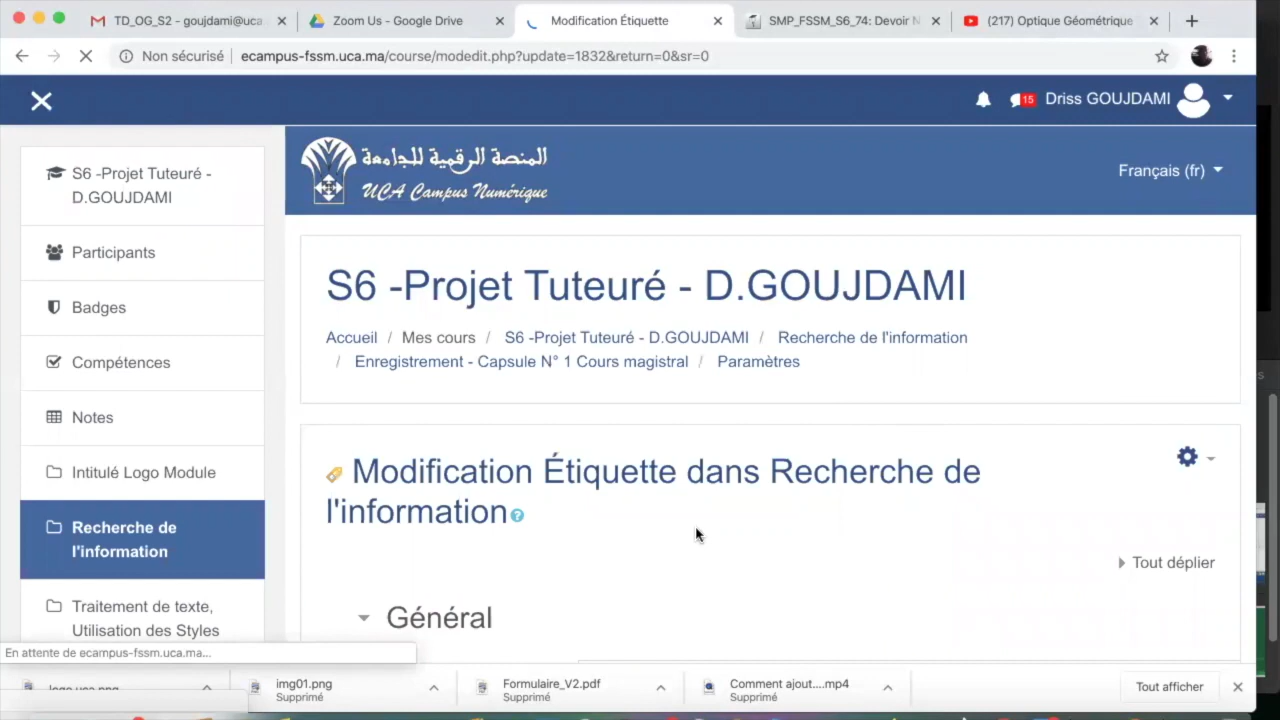 TD_OG_S2 - goujdami@uca
Zoom Us - Google Drive
Modification Étiquette
SMP_FSSM_S6_74: Devoir N
(217) Optique Géométrique
Non sécurisé
ecampus-fssm.uca.ma/course/modedit.php?update=1832&return=0&sr=0
15
Driss GOUJDAMI
المنصة الرقمية للجامعة
UCA Campus Numérique
Français (fr)
S6 -Projet Tuteuré -
D.GOUJDAMI
Participants
Badges
Compétences
Notes
Intitulé Logo Module
Recherche de
l'information
Traitement de texte,
Utilisation des Styles
S6 -Projet Tuteuré - D.GOUJDAMI
Accueil / Mes cours / S6 -Projet Tuteuré - D.GOUJDAMI / Recherche de l'information
/ Enregistrement - Capsule N° 1 Cours magistral / Paramètres
Modification Étiquette dans Recherche de
l'information
Tout déplier
Général
En attente de ecampus-fssm.uca.ma...
logo uca.png
img01.png
Supprimé
Formulaire_V2.pdf
Supprimé
Comment ajout....mp4
Supprimé
Tout afficher